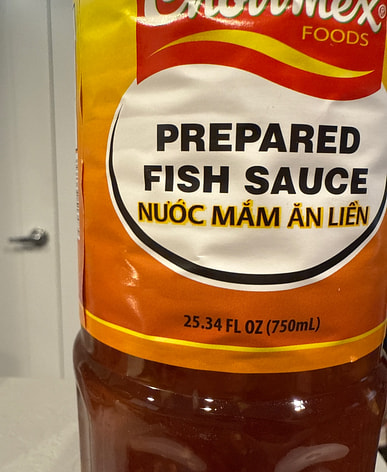 FOODS
PREPARED
FISH SAUCE
NƯỚC MẮM ĂN LIỀN
25.34 FL OZ (750mL)